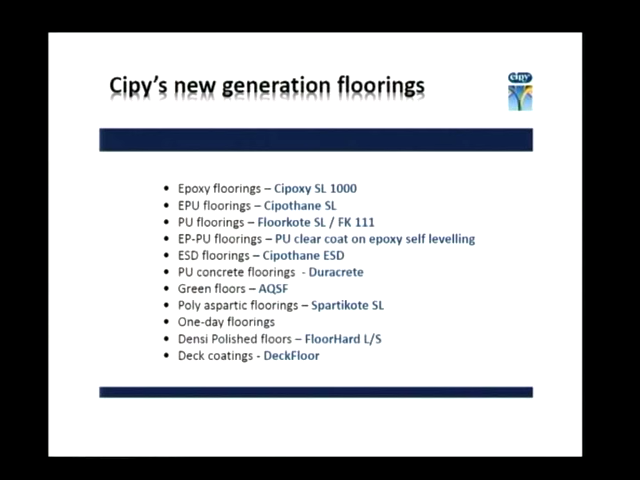 Cipy's new generation floorings
cipy
• Epoxy floorings – Cipoxy SL 1000
• EPU floorings – Cipothane SL
• PU floorings – Floorkote SL / FK 111
• EP-PU floorings – PU clear coat on epoxy self levelling
• ESD floorings – Cipothane ESD
• PU concrete floorings - Duracrete
• Green floors – AQSF
• Poly aspartic floorings – Spartikote SL
• One-day floorings
• Densi Polished floors – FloorHard L/S
• Deck coatings - DeckFloor